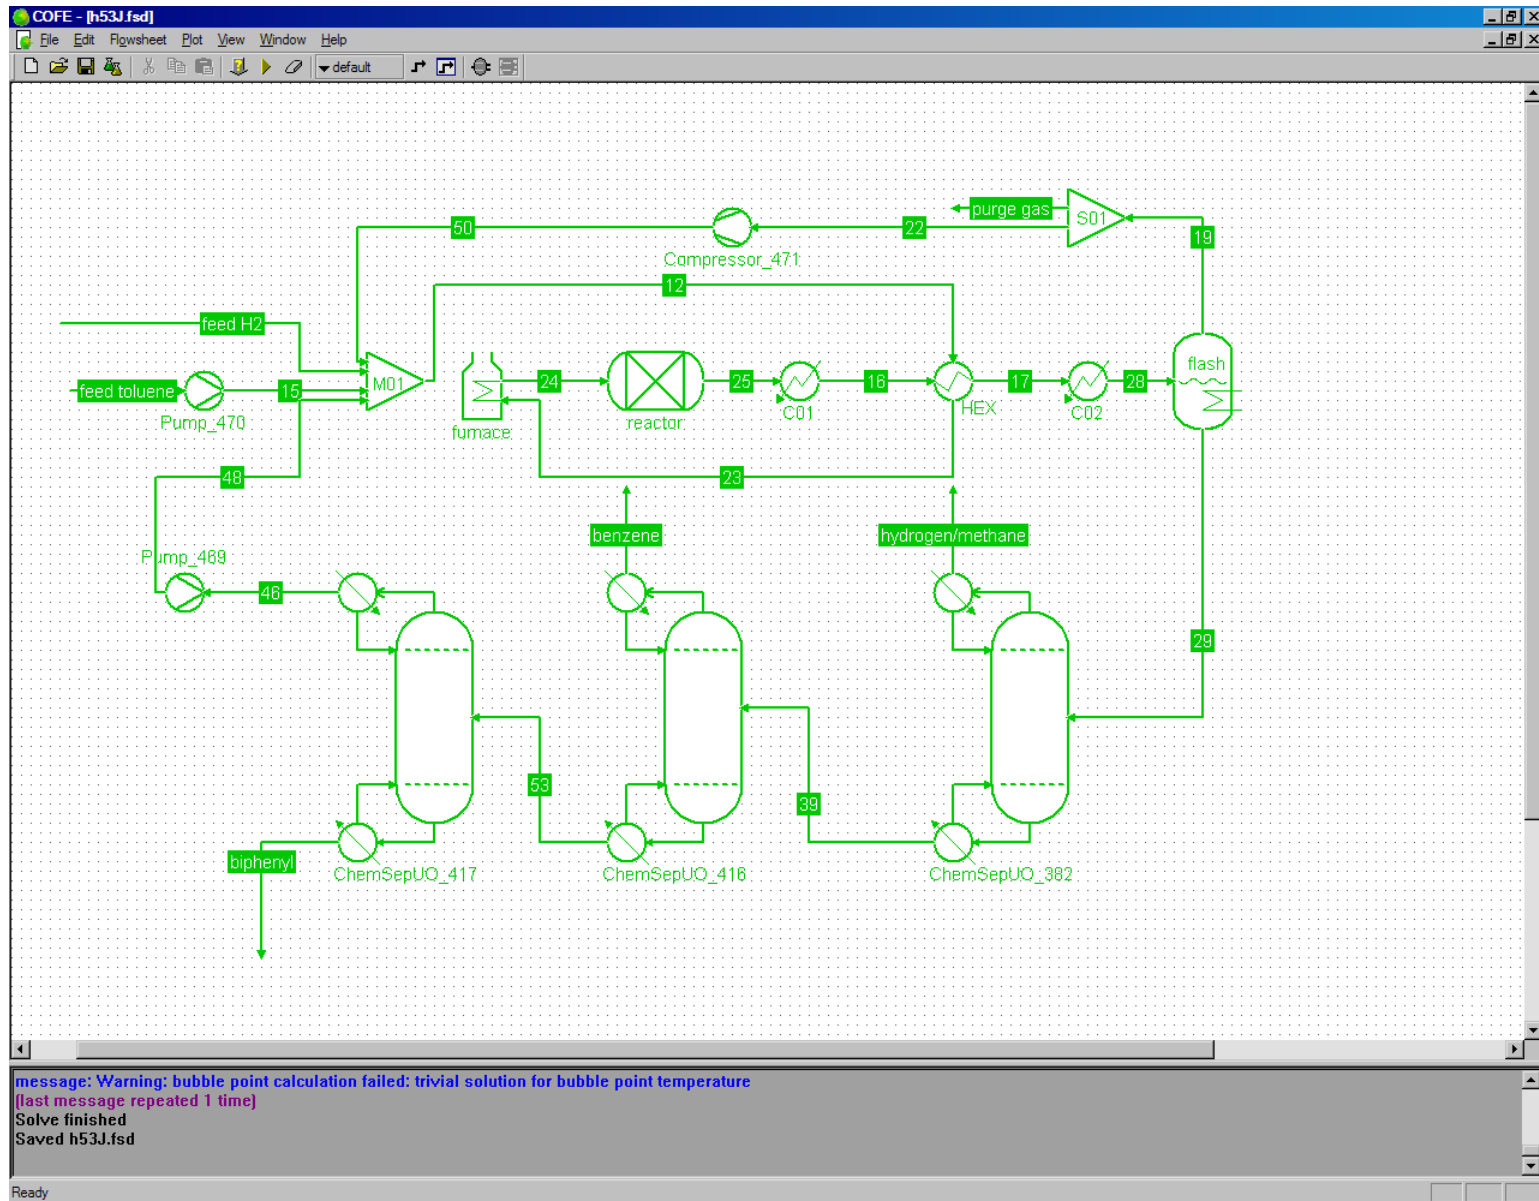 COFE - [h53J.fsd]
File Edit Flowsheet Plot View Window Help
default
purge gas
S01
50
22
19
Compressor_471
12
feed H2
flash
M01
24
25
16
17
28
feed toluene
15
HEX
C01
C02
Pump_470
furnace
reactor
48
23
benzene
hydrogen/methane
Pump_469
46
29
53
39
biphenyl
ChemSepUO_417
ChemSepUO_416
ChemSepUO_382
message: Warning: bubble point calculation failed: trivial solution for bubble point temperature
(last message repeated 1 time)
Solve finished
Saved h53J.fsd
Ready